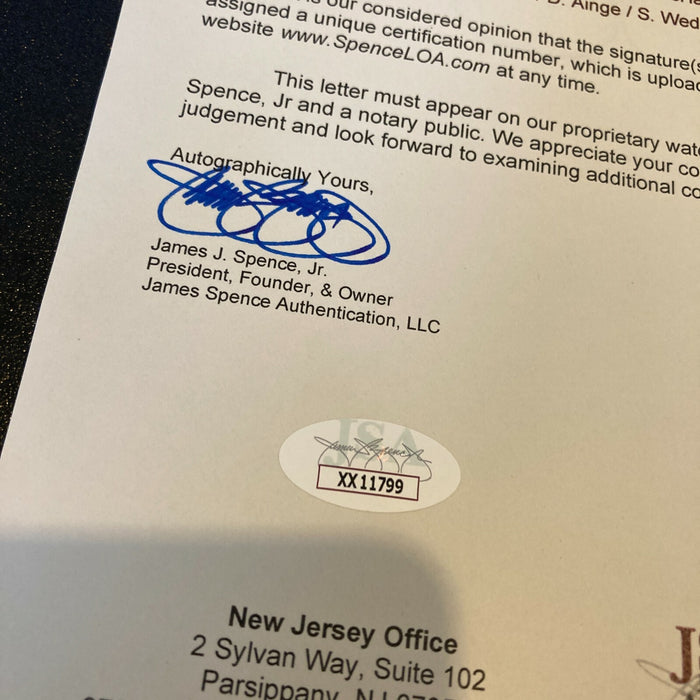 D. Ainge / S. Wed
our considered opinion that the signature(s
assigned a unique certification number, which is uploa
website www.SpenceLOA.com at any time.
This letter must appear on our proprietary wat
Spence, Jr and a notary public. We appreciate your co
judgement and look forward to examining additional co
Autographically Yours,
James J. Spence, Jr.
President, Founder, & Owner
James Spence Authentication, LLC
JSA
XX11799
New Jersey Office
2 Sylvan Way, Suite 102
Parsippany, NJ